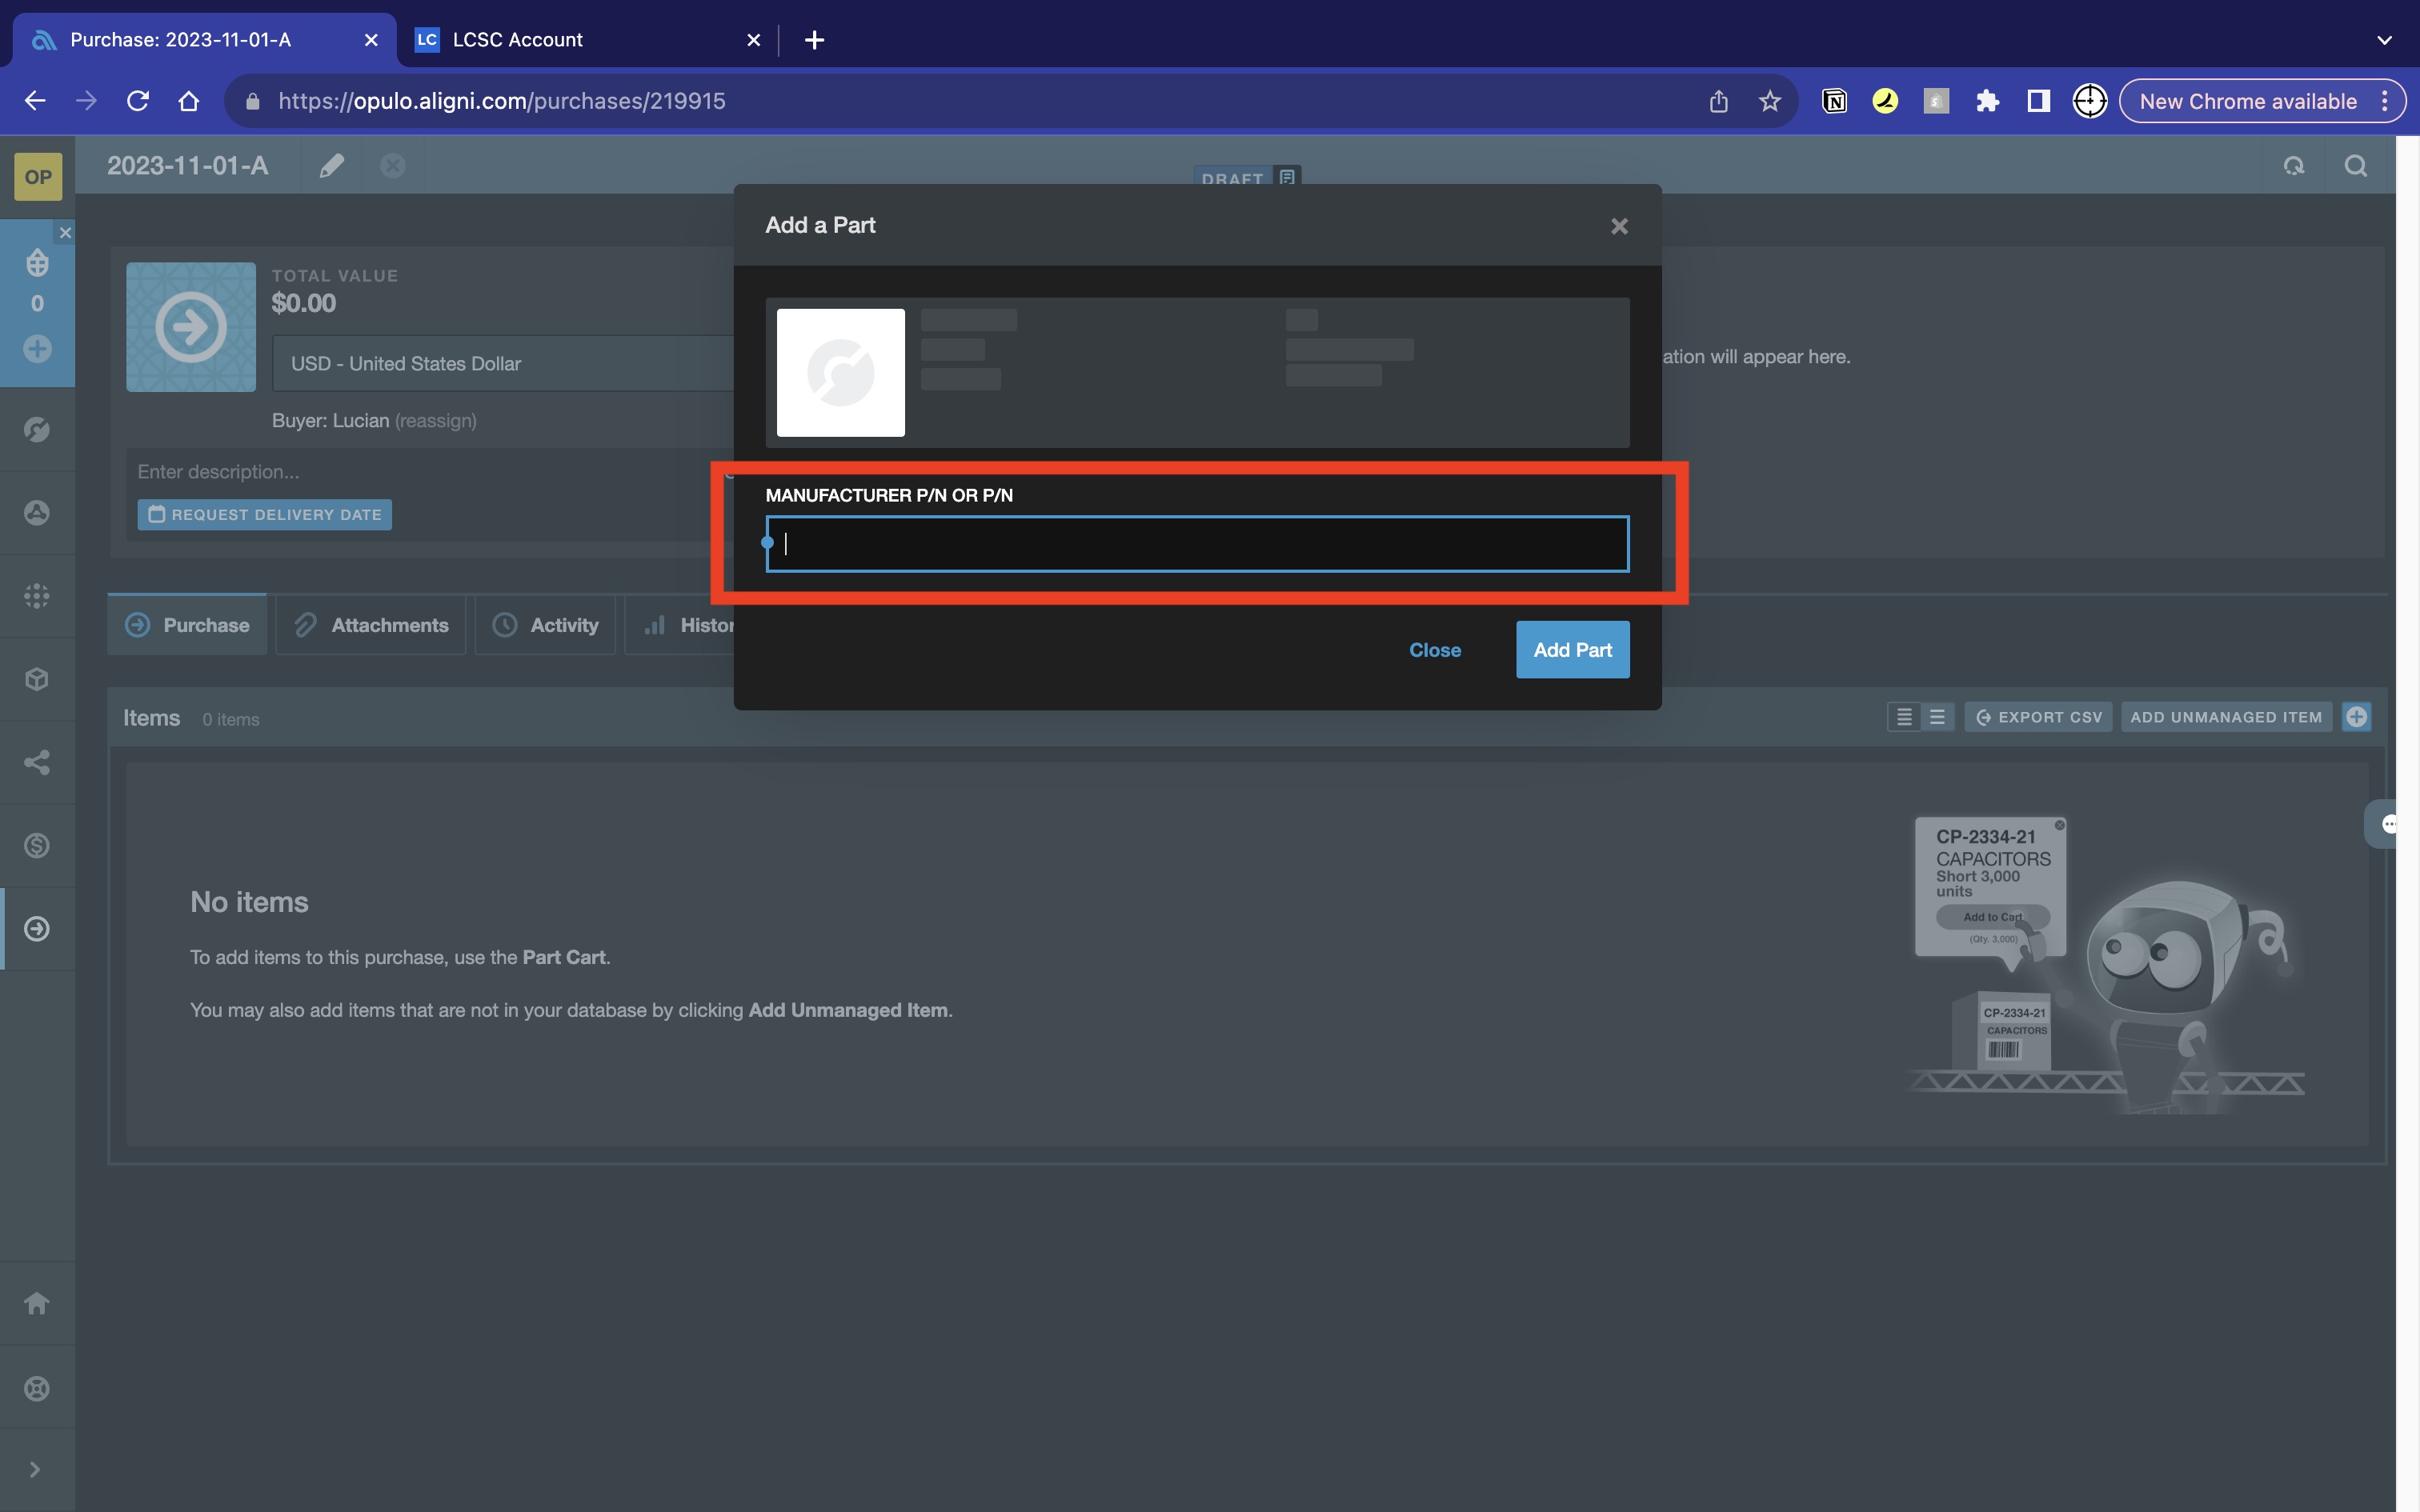 Purchase: 2023-11-01-A
LC LCSC Account
https://opulo.aligni.com/purchases/219915
New Chrome available
OP
2023-11-01-A
DRAFT
0
TOTAL VALUE
$0.00
USD - United States Dollar
Buyer: Lucian (reassign)
Enter description...
REQUEST DELIVERY DATE
Add a Part
ation will appear here.
MANUFACTURER P/N OR P/N
Close
Add Part
Purchase
Attachments
Activity
Histor
Items 0 items
EXPORT CSV
ADD UNMANAGED ITEM
No items
To add items to this purchase, use the Part Cart.
You may also add items that are not in your database by clicking Add Unmanaged Item.
CP-2334-21
CAPACITORS
Short 3,000
units
Add to Cart
(Qty. 3,000)
CP-2334-21
CAPACITORS